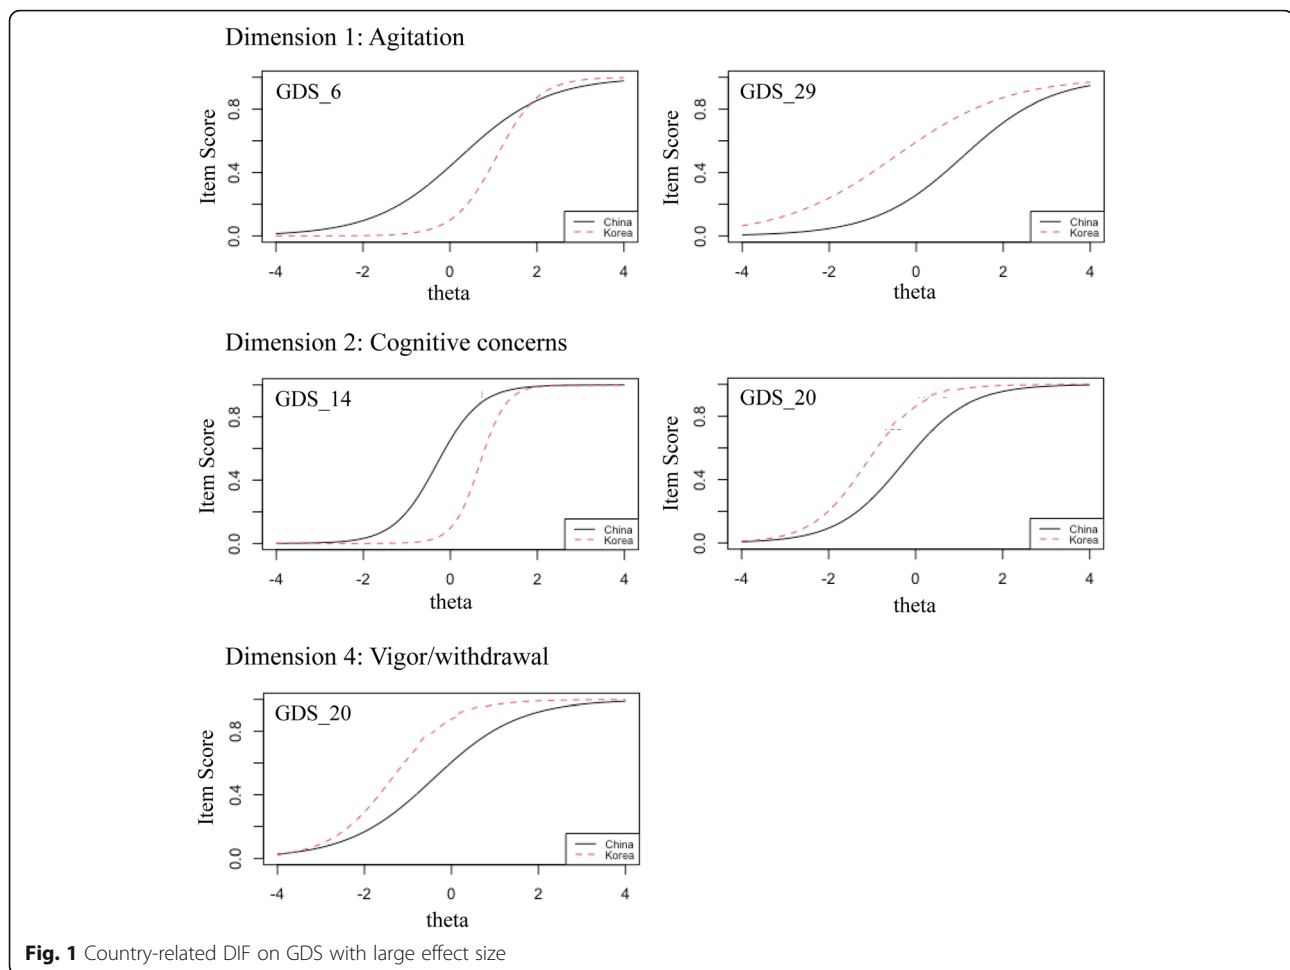 Dimension 1: Agitation
GDS_6
Item Score
0.0
0.4
0.8
-4
-2
0
2
4
theta
China
Korea
GDS_29
Item Score
0.0
0.4
0.8
-4
-2
0
2
4
theta
China
Korea
Dimension 2: Cognitive concerns
GDS_14
Item Score
0.0
0.4
0.8
-4
-2
0
2
4
theta
China
Korea
GDS_20
Item Score
0.0
0.4
0.8
-4
-2
0
2
4
theta
China
Korea
Dimension 4: Vigor/withdrawal
GDS_20
Item Score
0.0
0.4
0.8
-4
-2
0
2
4
theta
China
Korea
Fig. 1 Country-related DIF on GDS with large effect size